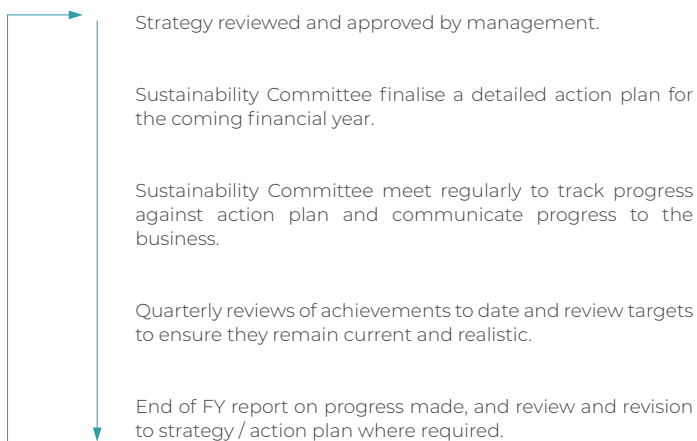 Strategy reviewed and approved by management.
Sustainability Committee finalise a detailed action plan for
the coming financial year.
Sustainability Committee meet regularly to track progress
against action plan and communicate progress to the
business.
Quarterly reviews of achievements to date and review targets
to ensure they remain current and realistic.
End of FY report on progress made, and review and revision
to strategy / action plan where required.